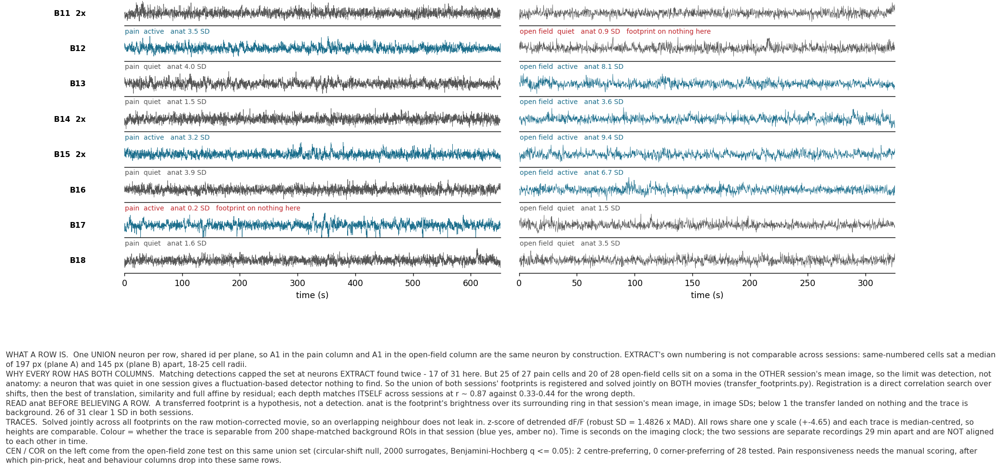 B11  2x
pain  active   anat 3.5 SD
open field  quiet   anat 0.9 SD   footprint on nothing here
B12
pain  quiet   anat 4.0 SD
open field  active   anat 8.1 SD
B13
pain  quiet   anat 1.5 SD
open field  active   anat 3.6 SD
B14  2x
pain  active   anat 3.2 SD
open field  active   anat 9.4 SD
B15  2x
pain  quiet   anat 3.9 SD
open field  active   anat 6.7 SD
B16
pain  active   anat 0.2 SD   footprint on nothing here
open field  quiet   anat 1.5 SD
B17
pain  quiet   anat 1.6 SD
open field  quiet   anat 3.5 SD
B18
0 100 200 300 400 500 600
0 50 100 150 200 250 300
time (s)
time (s)
WHAT A ROW IS.  One UNION neuron per row, shared id per plane, so A1 in the pain column and A1 in the open-field column are the same neuron by construction. EXTRACT's own numbering is not comparable across sessions: same-numbered cells sat a median
of 197 px (plane A) and 145 px (plane B) apart, 18-25 cell radii.
WHY EVERY ROW HAS BOTH COLUMNS.  Matching detections capped the set at neurons EXTRACT found twice - 17 of 31 here. But 25 of 27 pain cells and 20 of 28 open-field cells sit on a soma in the OTHER session's mean image, so the limit was detection, not
anatomy: a neuron that was quiet in one session gives a fluctuation-based detector nothing to find. So the union of both sessions' footprints is registered and solved jointly on BOTH movies (transfer_footprints.py). Registration is a direct correlation search over
shifts, then the best of translation, similarity and full affine by residual; each depth matches ITSELF across sessions at r ~ 0.87 against 0.33-0.44 for the wrong depth.
READ anat BEFORE BELIEVING A ROW.  A transferred footprint is a hypothesis, not a detection. anat is the footprint's brightness over its surrounding ring in that session's mean image, in image SDs; below 1 the transfer landed on nothing and the trace is
background. 26 of 31 clear 1 SD in both sessions.
TRACES.  Solved jointly across all footprints on the raw motion-corrected movie, so an overlapping neighbour does not leak in. z-score of detrended dF/F (robust SD = 1.4826 x MAD). All rows share one y scale (+-4.65) and each trace is median-centred, so
heights are comparable. Colour = whether the trace is separable from 200 shape-matched background ROIs in that session (blue yes, amber no). Time is seconds on the imaging clock; the two sessions are separate recordings 29 min apart and are NOT aligned
to each other in time.
CEN / COR on the left come from the open-field zone test on this same union set (circular-shift null, 2000 surrogates, Benjamini-Hochberg q <= 0.05): 2 centre-preferring, 0 corner-preferring of 28 tested. Pain responsiveness needs the manual scoring, after
which pin-prick, heat and behaviour columns drop into these same rows.